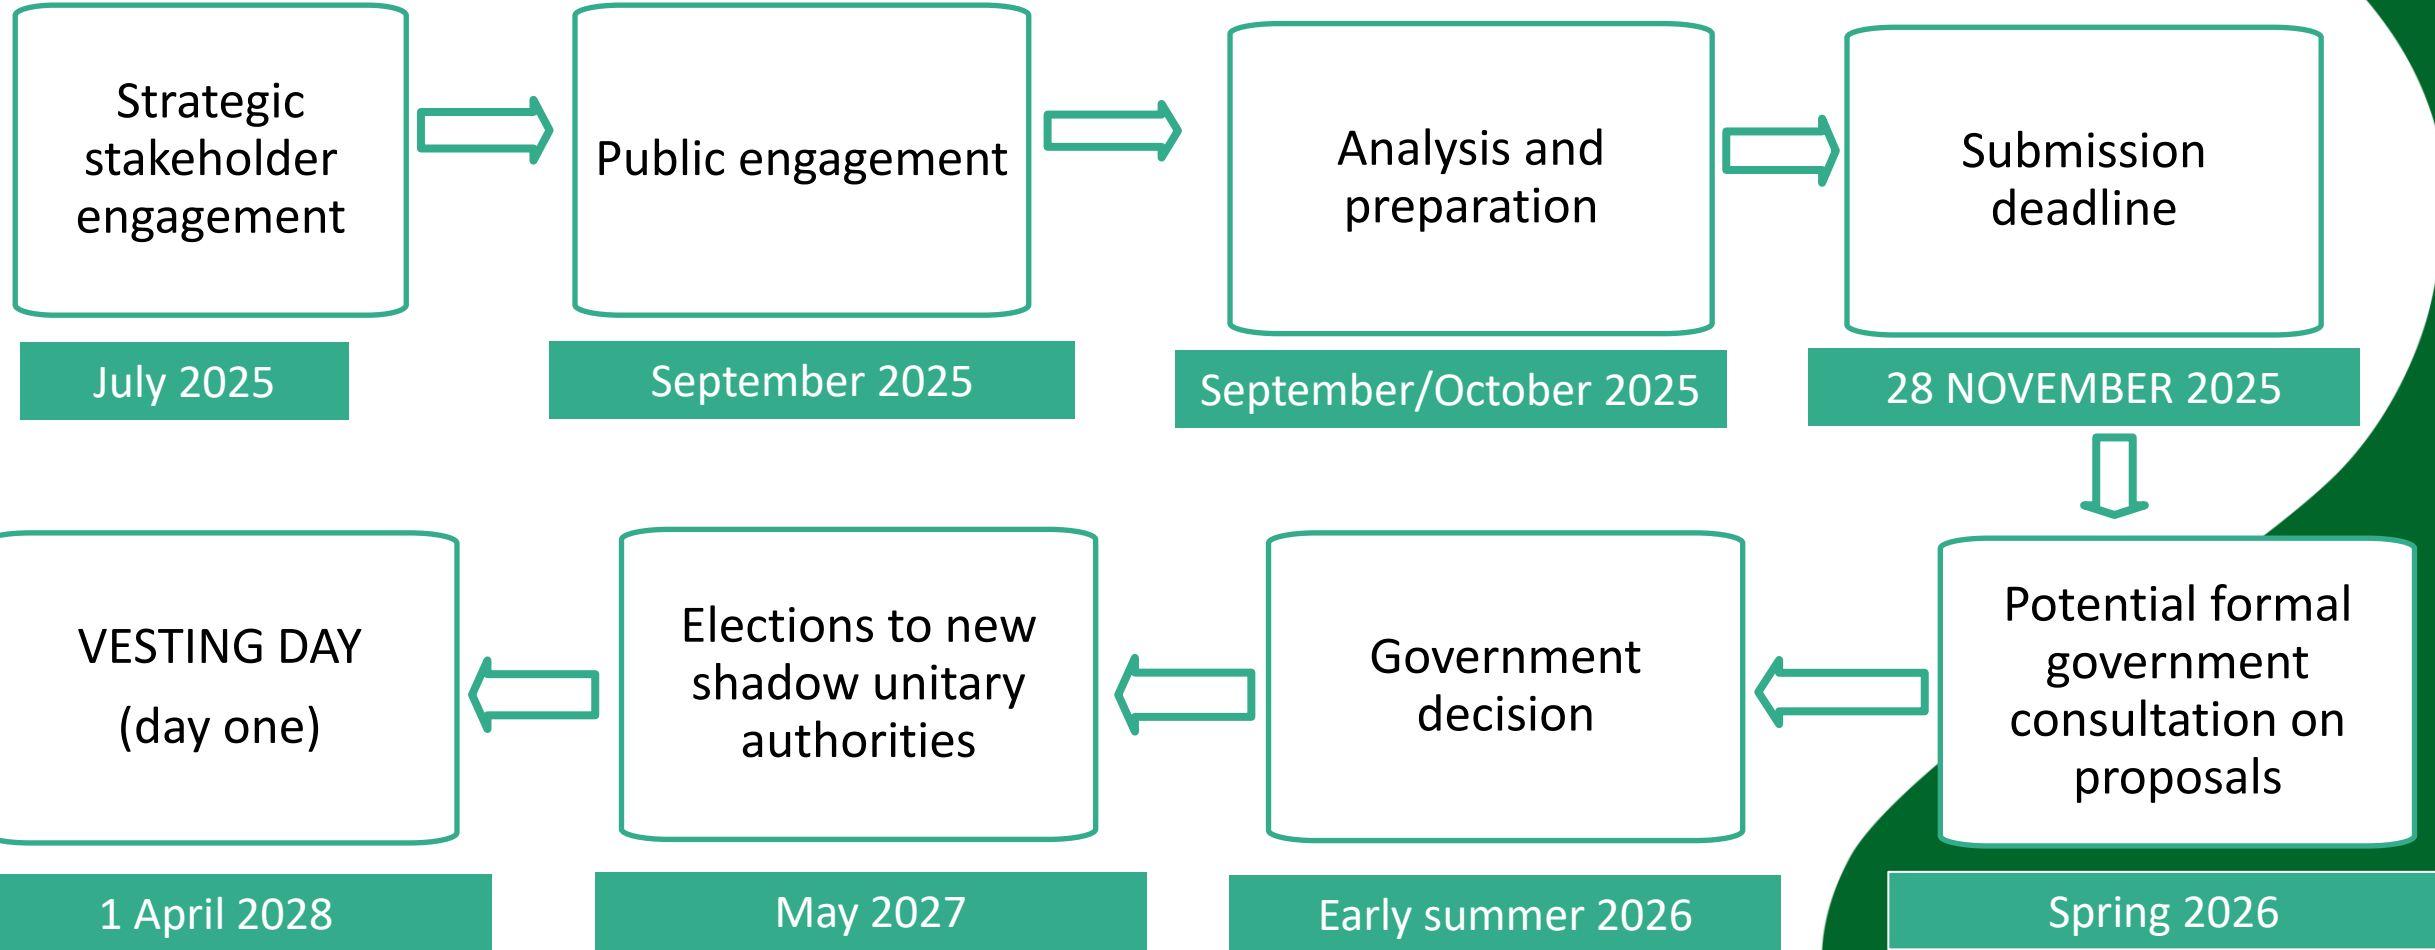 Strategic
stakeholder
engagement
July 2025
Public engagement
September 2025
Analysis and
preparation
September/October 2025
Submission
deadline
28 NOVEMBER 2025
Potential formal
government
consultation on
proposals
Spring 2026
Government
decision
Early summer 2026
Elections to new
shadow unitary
authorities
May 2027
VESTING DAY
(day one)
1 April 2028